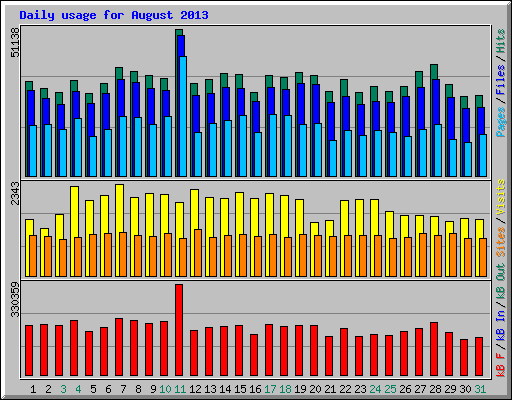 Daily usage for August 2013
51138
Pages / Files / Hits
2343
Sites / Visits
330359
kB F / kB In / kB Out
1 2 3 4 5 6 7 8 9 10 11 12 13 14 15 16 17 18 19 20 21 22 23 24 25 26 27 28 29 30 31